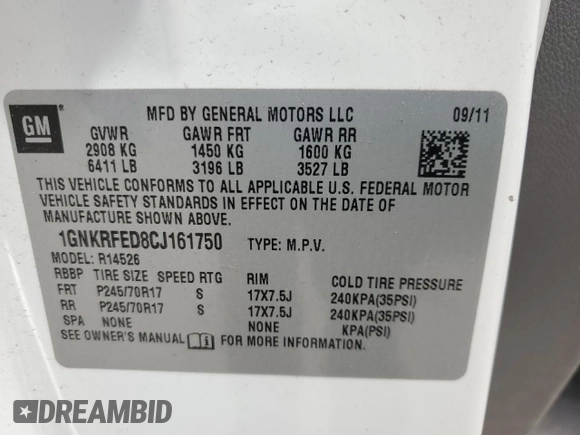 GM
MFD BY GENERAL MOTORS LLC 09/11
GVWR GAWR FRT GAWR RR
2908 KG 1450 KG 1600 KG
6411 LB 3196 LB 3527 LB
THIS VEHICLE CONFORMS TO ALL APPLICABLE U.S. FEDERAL MOTOR
VEHICLE SAFETY STANDARDS IN EFFECT ON THE DATE OF
MANUFACTURE SHOWN ABOVE.
1GNKRFED8CJ161750 TYPE: M.P.V.
MODEL: R14526
RBBP TIRE SIZE SPEED RTG RIM COLD TIRE PRESSURE
FRT P245/70R17 S 17X7.5J 240KPA(35PSI)
RR P245/70R17 S 17X7.5J 240KPA(35PSI)
SPA NONE NONE KPA(PSI)
SEE OWNER'S MANUAL FOR MORE INFORMATION.
DREAMBID